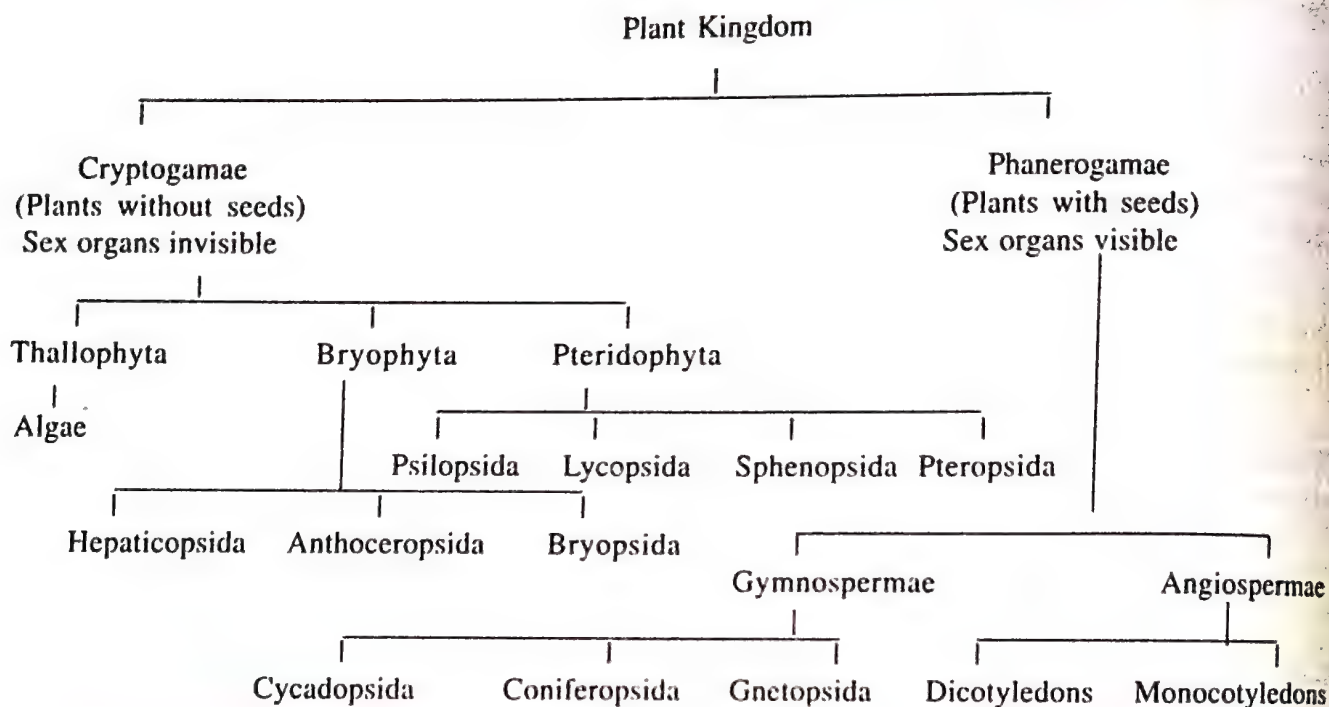 Plant Kingdom
Cryptogamae
(Plants without seeds)
Sex organs invisible
Phanerogamae
(Plants with seeds)
Sex organs visible
Thallophyta
Bryophyta
Pteridophyta
Algae
Psilopsida
Lycopsida
Sphenopsida
Pteropsida
Hepaticopsida
Anthoceropsida
Bryopsida
Gymnospermae
Angiospermae
Cycadopsida
Coniferopsida
Gnetopsida
Dicotyledons
Monocotyledons